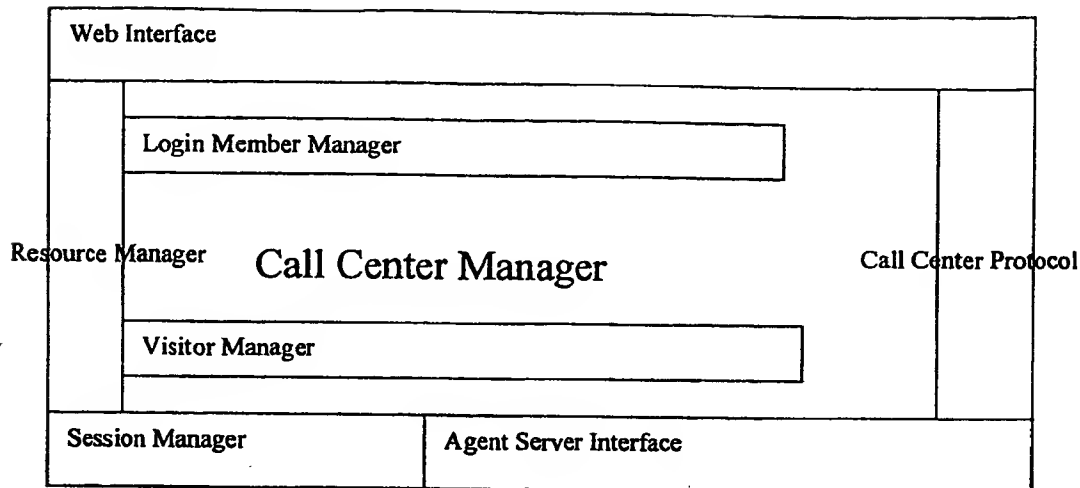 Web Interface
Login Member Manager
Resource Manager
Call Center Manager
Call Center Protocol
Visitor Manager
Session Manager
Agent Server Interface